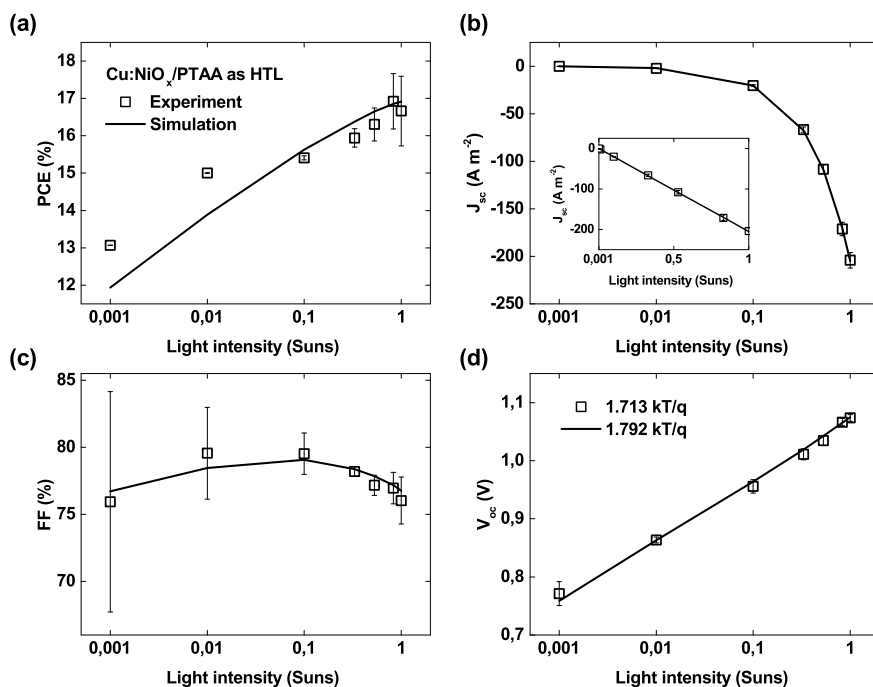 (a)
Cu:NiOx/PTAA as HTL
Experiment
Simulation
PCE (%)
18
17
16
15
14
13
12
0,001
0,01
0,1
1
Light intensity (Suns)
(b)
Jsc (A m-2)
0
-50
-100
-150
-200
-250
0,001
0,01
0,1
1
Light intensity (Suns)
Jsc (A m-2)
0
-100
-200
0,001
0,5
1
Light intensity (Suns)
(c)
FF (%)
85
80
75
70
0,001
0,01
0,1
1
Light intensity (Suns)
(d)
1.713 kT/q
1.792 kT/q
Voc (V)
1,1
1,0
0,9
0,8
0,7
0,001
0,01
0,1
1
Light intensity (Suns)